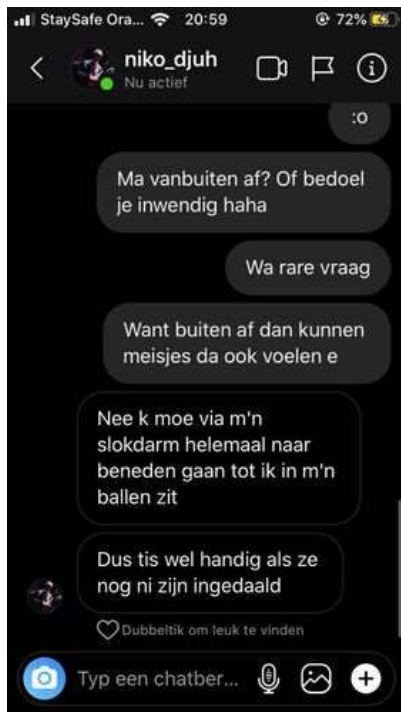 StaySafe Ora... 20:59 72%
niko_djuh
Nu actief
:o
Ma vanbuiten af? Of bedoel
je inwendig haha
Wa rare vraag
Want buiten af dan kunnen
meisjes da ook voelen e
Nee k moe via m'n
slokdarm helemaal naar
beneden gaan tot ik in m'n
ballen zit
Dus tis wel handig als ze
nog ni zijn ingedaald
Dubbeltik om leuk te vinden
Typ een chatber...